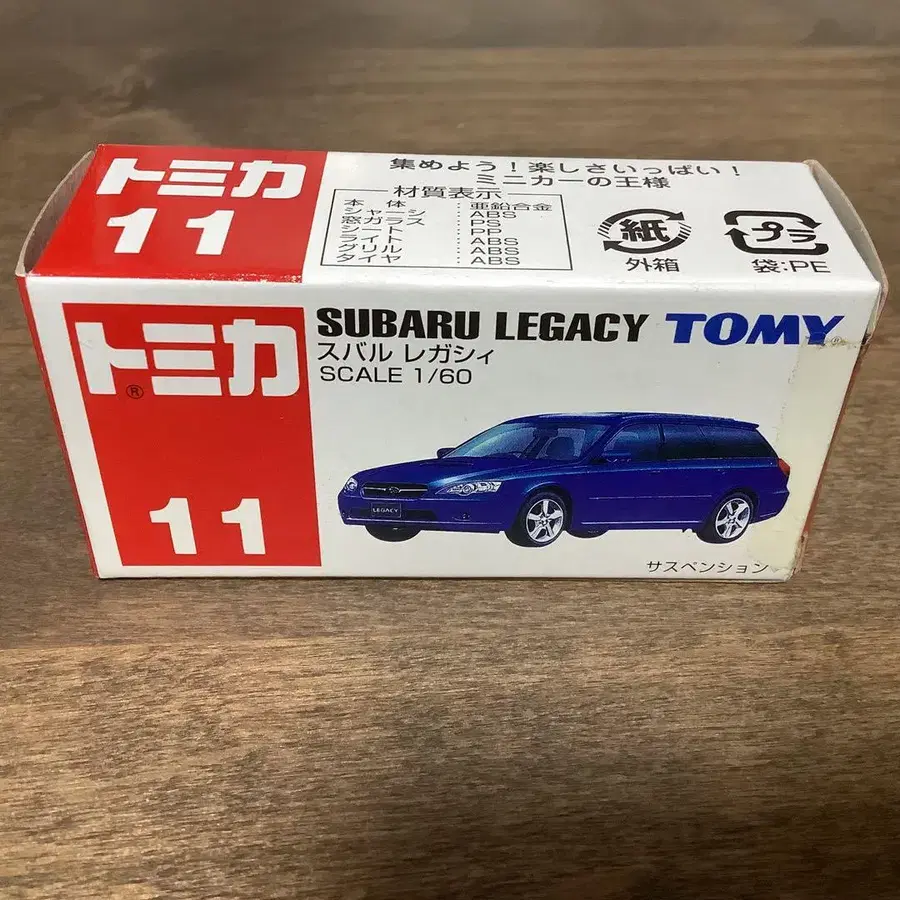 トミカ
11
集めよう！楽しさいっぱい！
ミニカーの王様
材質表示
本体：亜鉛合金
シャーシ：ABS
窓ガラス：PS
シート：PP
ライト：ABS
グリル：ABS
タイヤ：ABS
紙
外箱
プラ
袋:PE
トミカ®
11
SUBARU LEGACY TOMY®
スバル レガシィ
SCALE 1/60
LEGACY
サスペンション